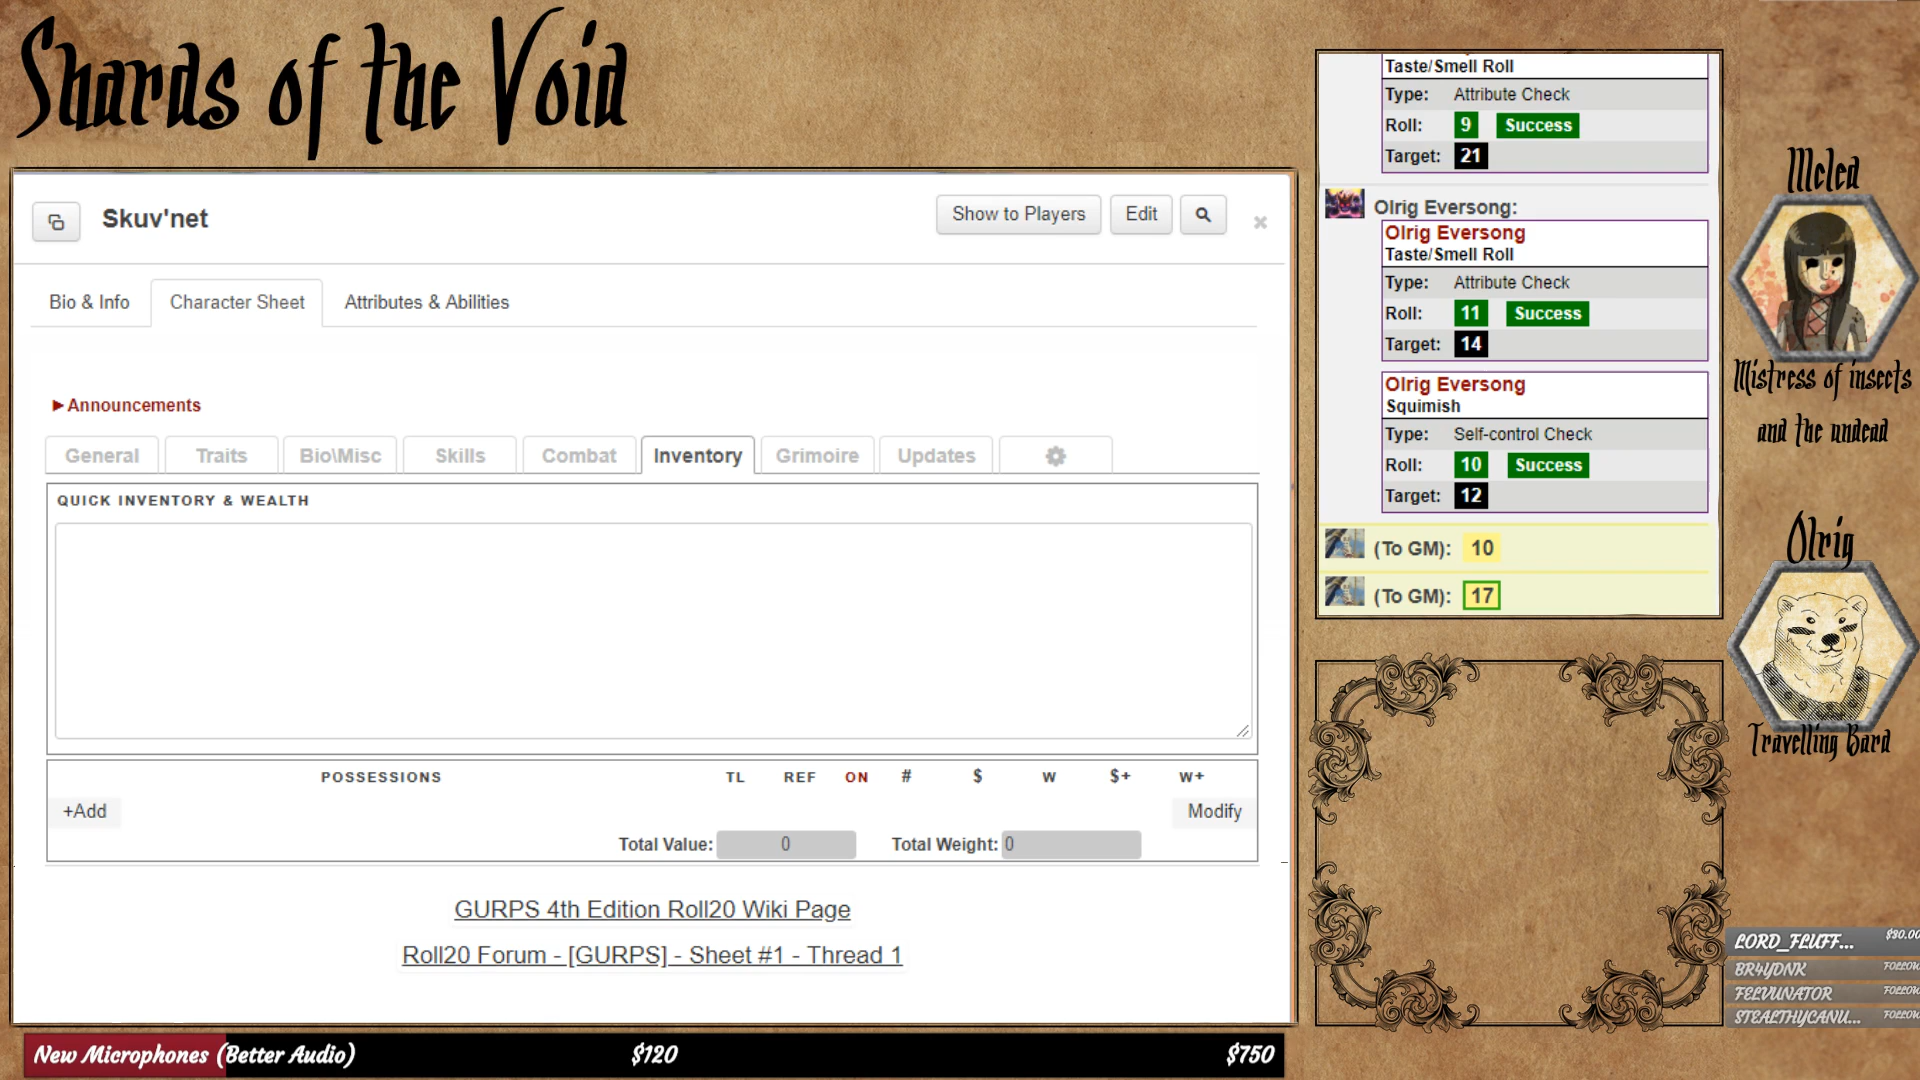 Shards of the Void
Skuv'net
Show to Players
Edit
Bio & Info
Character Sheet
Attributes & Abilities
Announcements
General
Traits
Bio\Misc
Skills
Combat
Inventory
Grimoire
Updates
QUICK INVENTORY & WEALTH
POSSESSIONS TL REF ON # $ W $+ W+
+Add
Modify
Total Value: 0 Total Weight: 0
GURPS 4th Edition Roll20 Wiki Page
Roll20 Forum - [GURPS] - Sheet #1 - Thread 1
New Microphones (Better Audio) $120 $750
Taste/Smell Roll
Type: Attribute Check
Roll: 9 Success
Target: 21
Olrig Eversong:
Olrig Eversong
Taste/Smell Roll
Type: Attribute Check
Roll: 11 Success
Target: 14
Olrig Eversong
Squimish
Type: Self-control Check
Roll: 10 Success
Target: 12
(To GM): 10
(To GM): 17
Mistress of insects
and the undead
Olrig
Travelling Bard
LORD_FLUFF... $30.00
BR4YDNK FOLLOW
FELVUNATOR FOLLOW
STEALTHYCANU... FOLLOW